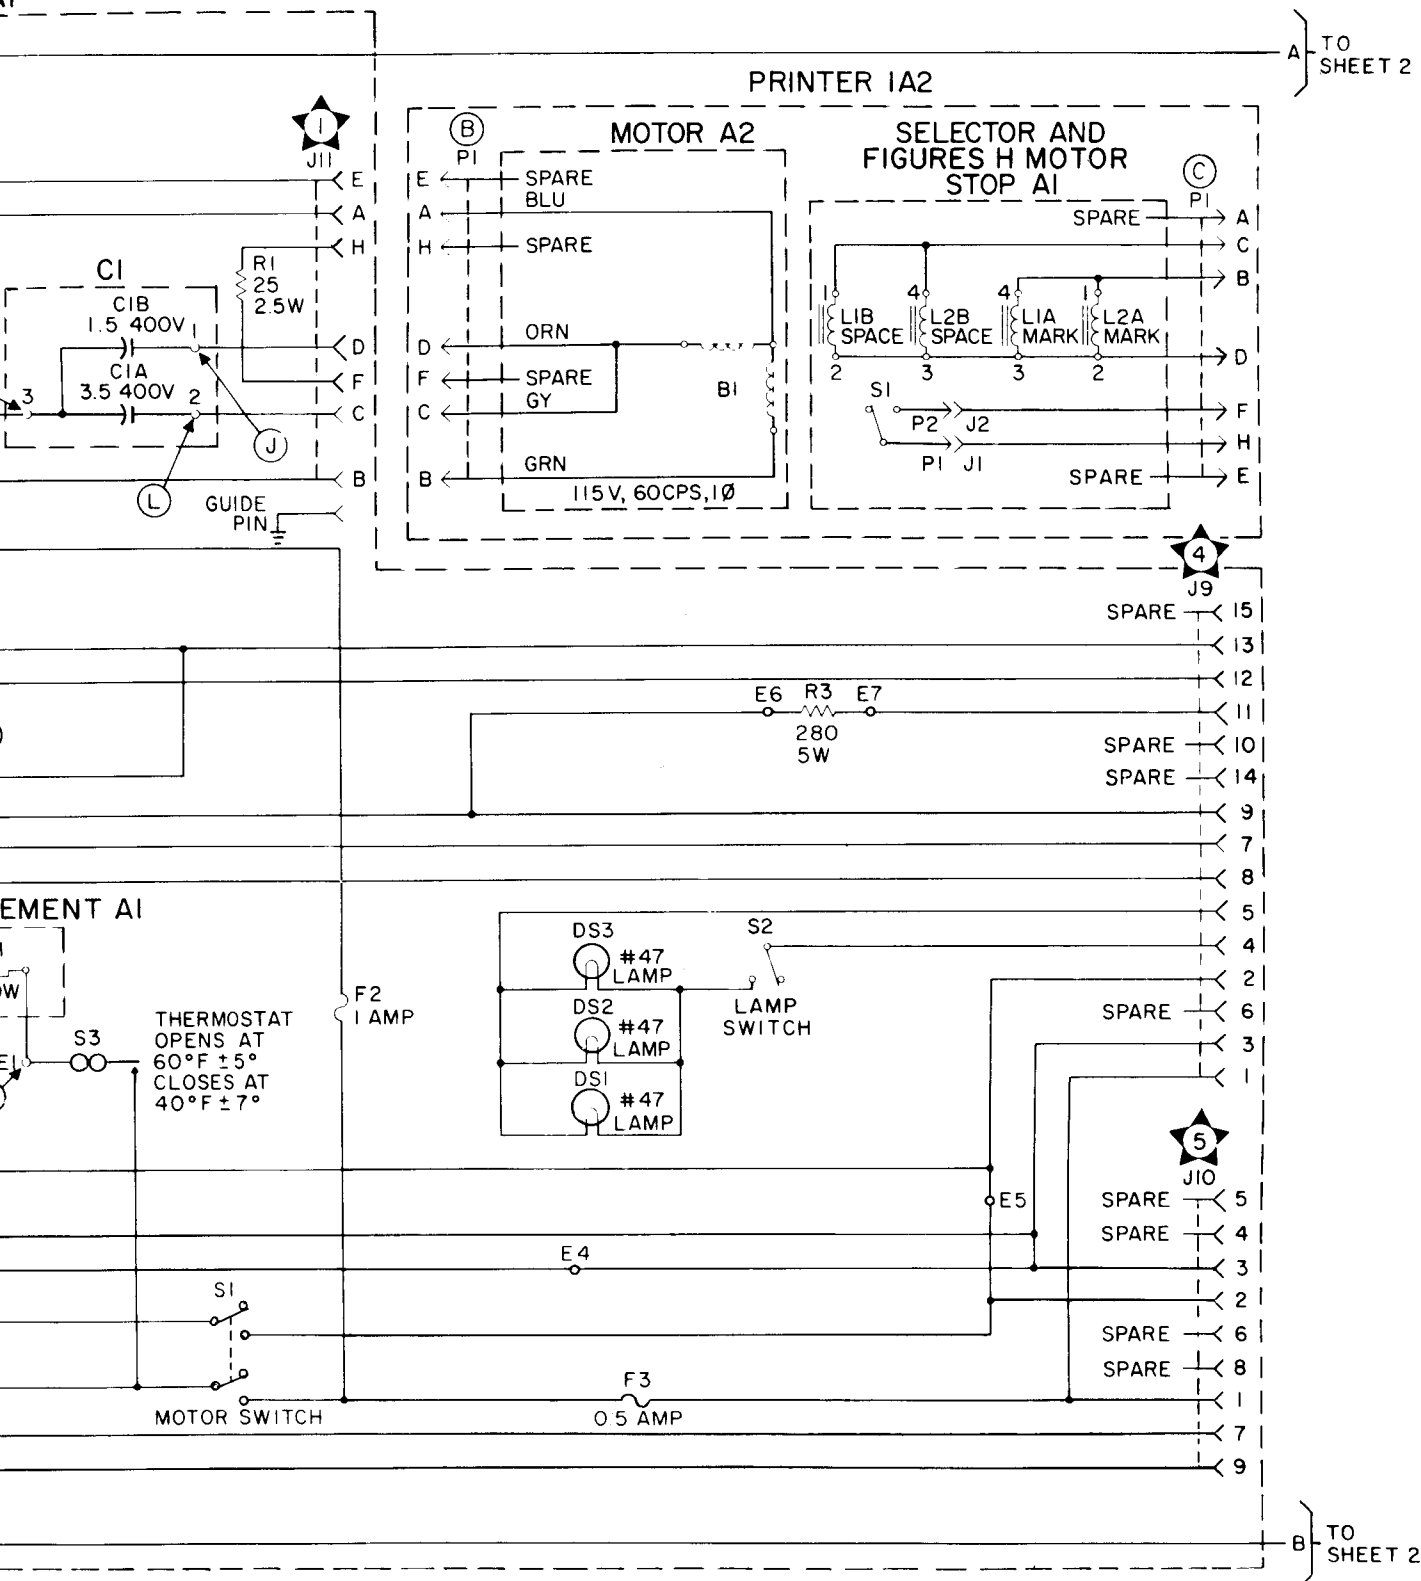 A
TO
SHEET 2
PRINTER 1A2
1
J11
B
P1
MOTOR A2
SELECTOR AND
FIGURES H MOTOR
STOP A1
C
P1
E
A
H
D
F
C
B
GUIDE
PIN
R1
25
2.5W
C1
C1B
1.5 400V
1
C1A
3.5 400V
3
2
J
L
E
A
H
D
F
C
B
SPARE
BLU
SPARE
ORN
SPARE
GY
GRN
B1
115V, 60CPS, 1Ø
SPARE
A
C
B
D
F
H
E
1
4
4
1
L1B
SPACE
L2B
SPACE
L1A
MARK
L2A
MARK
2
3
3
2
S1
P2
J2
P1
J1
SPARE
4
J9
SPARE
15
13
12
E6
R3
E7
280
5W
11
SPARE
10
SPARE
14
9
7
8
5
4
2
SPARE
6
3
1
EMENT A1
OW
E1
S3
THERMOSTAT
OPENS AT
60°F ±5°
CLOSES AT
40°F ±7°
F2
1 AMP
DS3
#47
LAMP
DS2
#47
LAMP
DS1
#47
LAMP
S2
LAMP
SWITCH
5
J10
SPARE
5
SPARE
4
3
2
SPARE
6
SPARE
8
1
7
9
E5
E4
S1
MOTOR SWITCH
F3
0.5 AMP
B
TO
SHEET 2